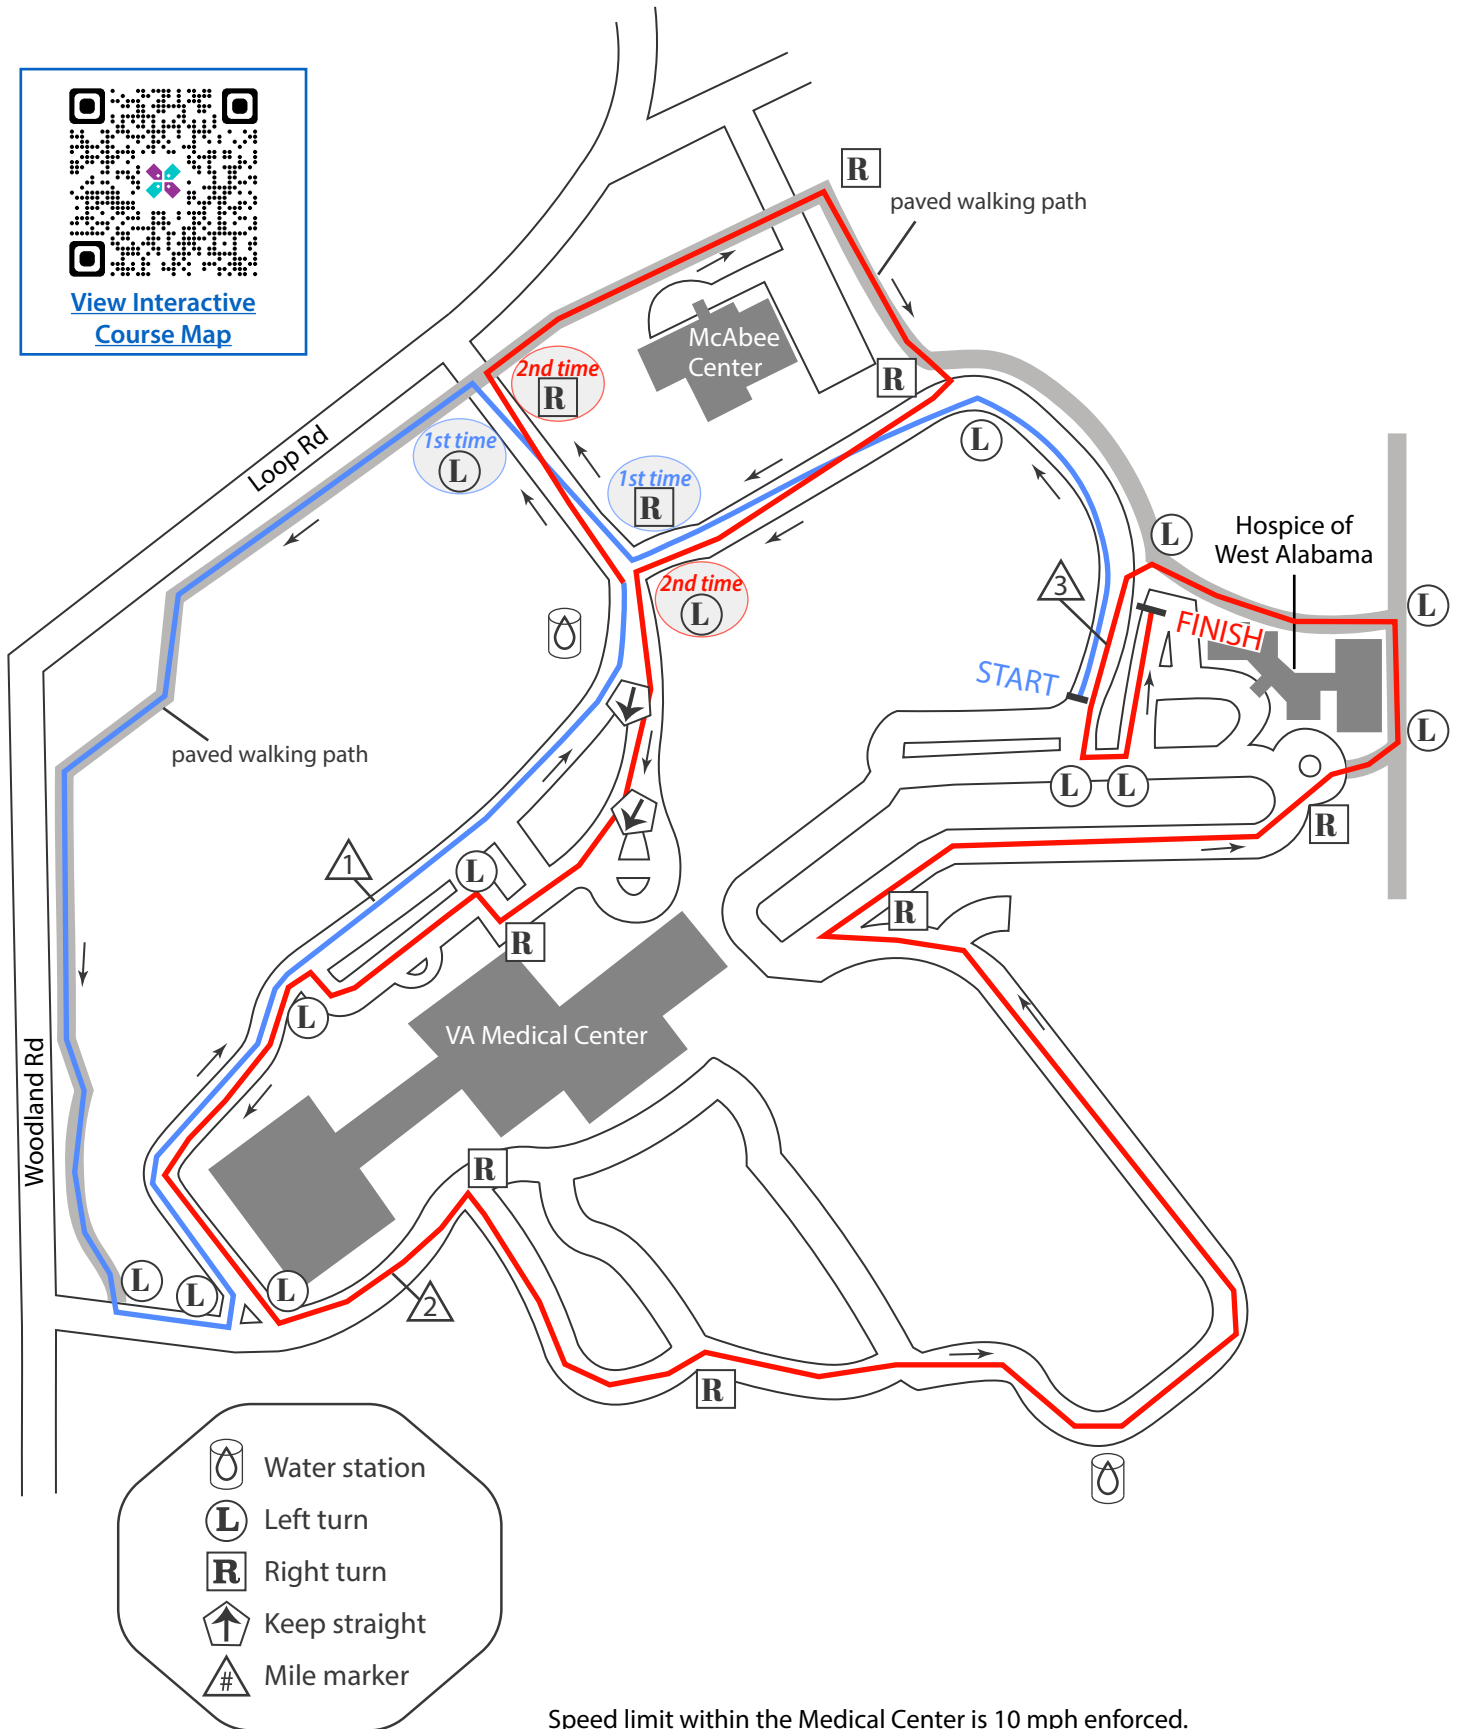 View Interactive
Course Map
R
paved walking path
McAbee
Center
2nd time
R
R
1st time
L
L
1st time
R
Loop Rd
Hospice of
West Alabama
L
2nd time
L
L
3
FINISH
START
L
paved walking path
L
L
R
1
L
R
R
L
VA Medical Center
Woodland Rd
R
L
L
L
2
R
Water station
L Left turn
R Right turn
Keep straight
# Mile marker
Speed limit within the Medical Center is 10 mph enforced.